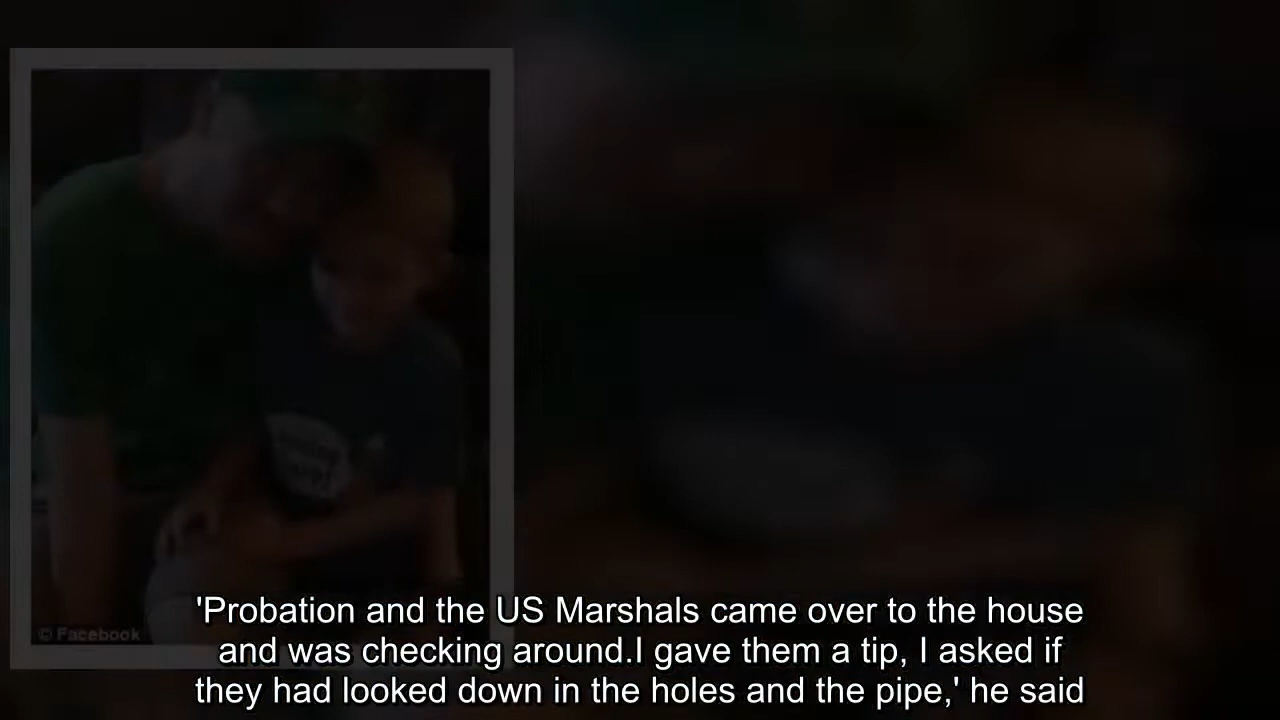 © Facebook
'Probation and the US Marshals came over to the house
and was checking around.I gave them a tip, I asked if
they had looked down in the holes and the pipe,' he said